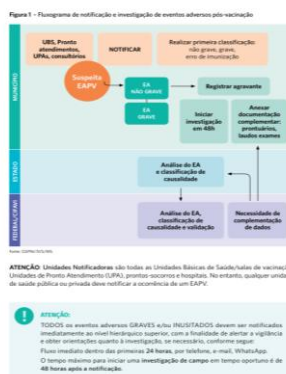 Figura 1 – Fluxograma de notificação e investigação de eventos adversos pós-vacinação
MUNICÍPIO
UBS, Pronto
atendimentos,
UPAs, consultórios
NOTIFICAR
Realizar primeira classificação:
não grave, grave,
erro de imunização
Suspeita
EAPV
EA
NÃO GRAVE
Registrar agravante
EA
GRAVE
Iniciar
investigação
em 48h
Anexar
documentação
complementar:
prontuários,
laudos exames
ESTADO
Análise do EA
e classificação de
causalidade
FEDERAL/CIFAVI
Análise do EA,
classificação de
causalidade e validação
Necessidade de
complementação
de dados
ATENÇÃO: Unidades Notificadoras são todas as Unidades Básicas de Saúde/salas de vacinaç
Unidades de Pronto Atendimento (UPA), prontos-socorros e hospitais. No entanto, qualquer unida
de saúde pública ou privada deve notificar a ocorrência de um EAPV.
ATENÇÃO:
TODOS os eventos adversos GRAVES e/ou INUSITADOS devem ser notificados
imediatamente ao nível hierárquico superior, com a finalidade de alertar a vigilância
e obter orientações quanto à investigação, se necessário, conforme segue:
Fluxo imediato dentro das primeiras 24 horas, por telefone, e-mail, WhatsApp.
O tempo máximo para iniciar uma investigação de campo em tempo oportuno é de
48 horas após a notificação.